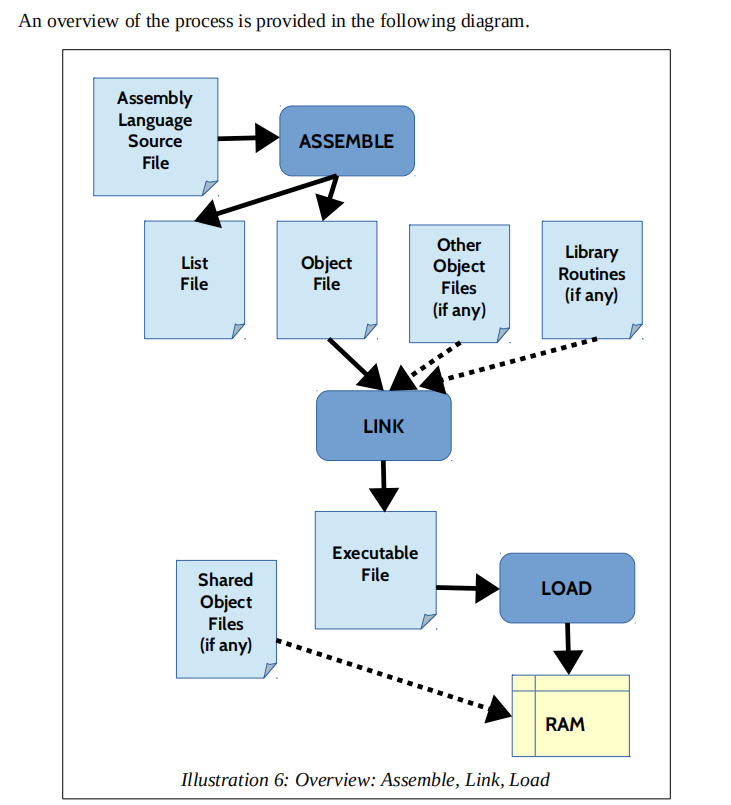 An overview of the process is provided in the following diagram.
Assembly
Language
Source
File
ASSEMBLE
List
File
Object
File
Other
Object
Files
(if any)
Library
Routines
(if any)
LINK
Executable
File
LOAD
Shared
Object
Files
(if any)
RAM
Illustration 6: Overview: Assemble, Link, Load